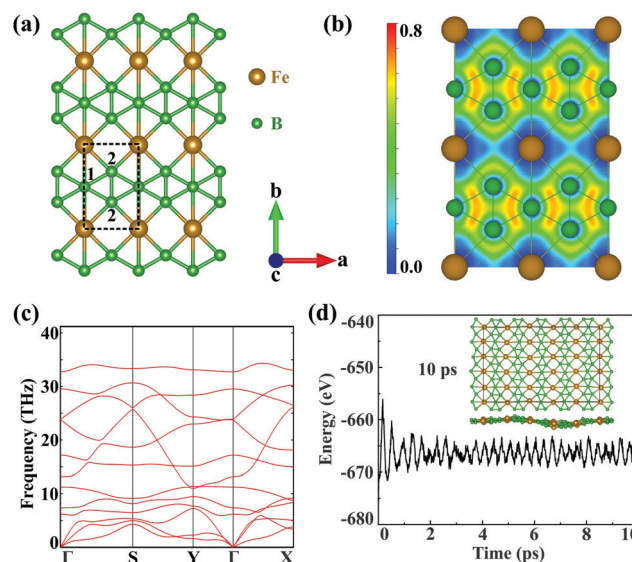 (a)
Fe
B
2
1
2
b
a
c
(b)
0.8
0.0
(c)
Frequency (THz)
40
30
20
10
0
Γ S Y Γ X
(d)
Energy (eV)
-640
-650
-660
-670
-680
10 ps
0 2 4 6 8 10
Time (ps)